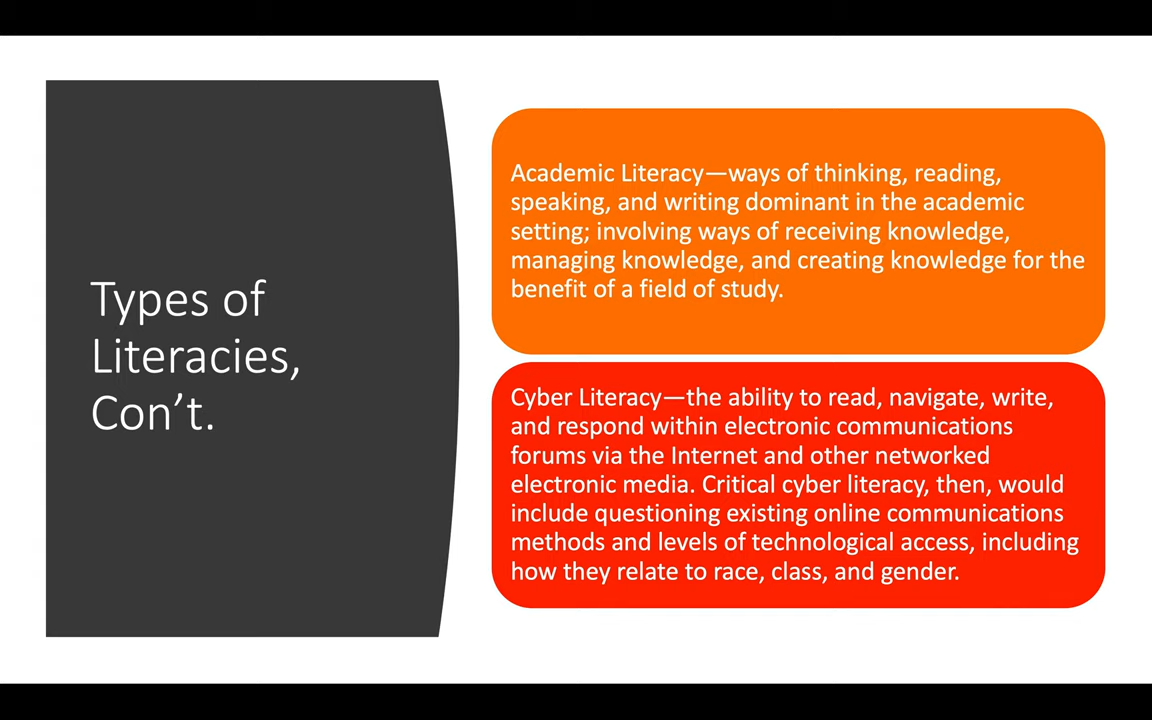 Types of
Literacies,
Con’t.
Academic Literacy—ways of thinking, reading,
speaking, and writing dominant in the academic
setting; involving ways of receiving knowledge,
managing knowledge, and creating knowledge for the
benefit of a field of study.
Cyber Literacy—the ability to read, navigate, write,
and respond within electronic communications
forums via the Internet and other networked
electronic media. Critical cyber literacy, then, would
include questioning existing online communications
methods and levels of technological access, including
how they relate to race, class, and gender.